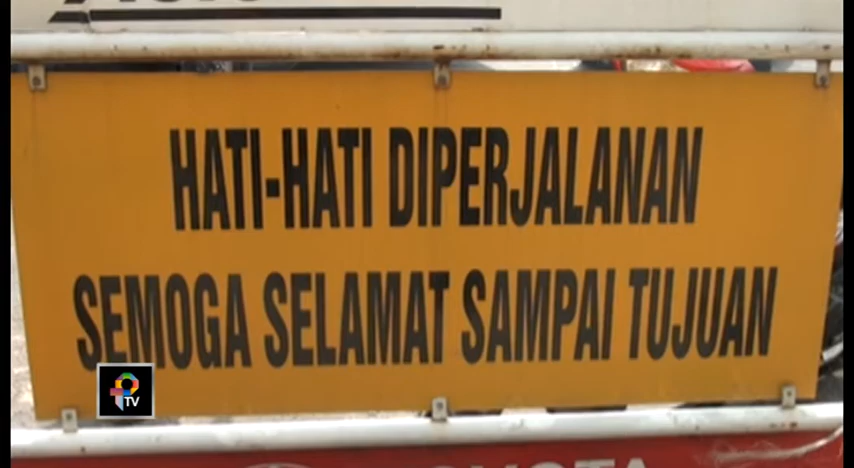 HATI-HATI DIPERJALANAN
SEMOGA SELAMAT SAMPAI TUJUAN
TV